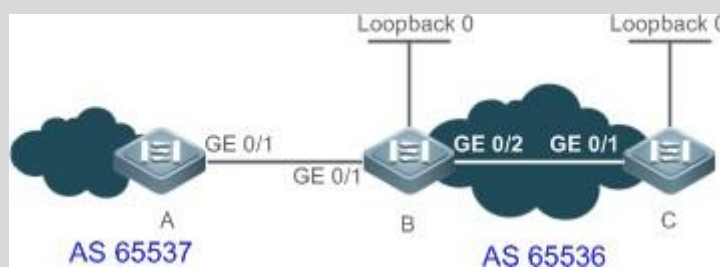 Loopback 0
Loopback 0
GE 0/1
GE 0/1
GE 0/2
GE 0/1
A
B
C
AS 65537
AS 65536